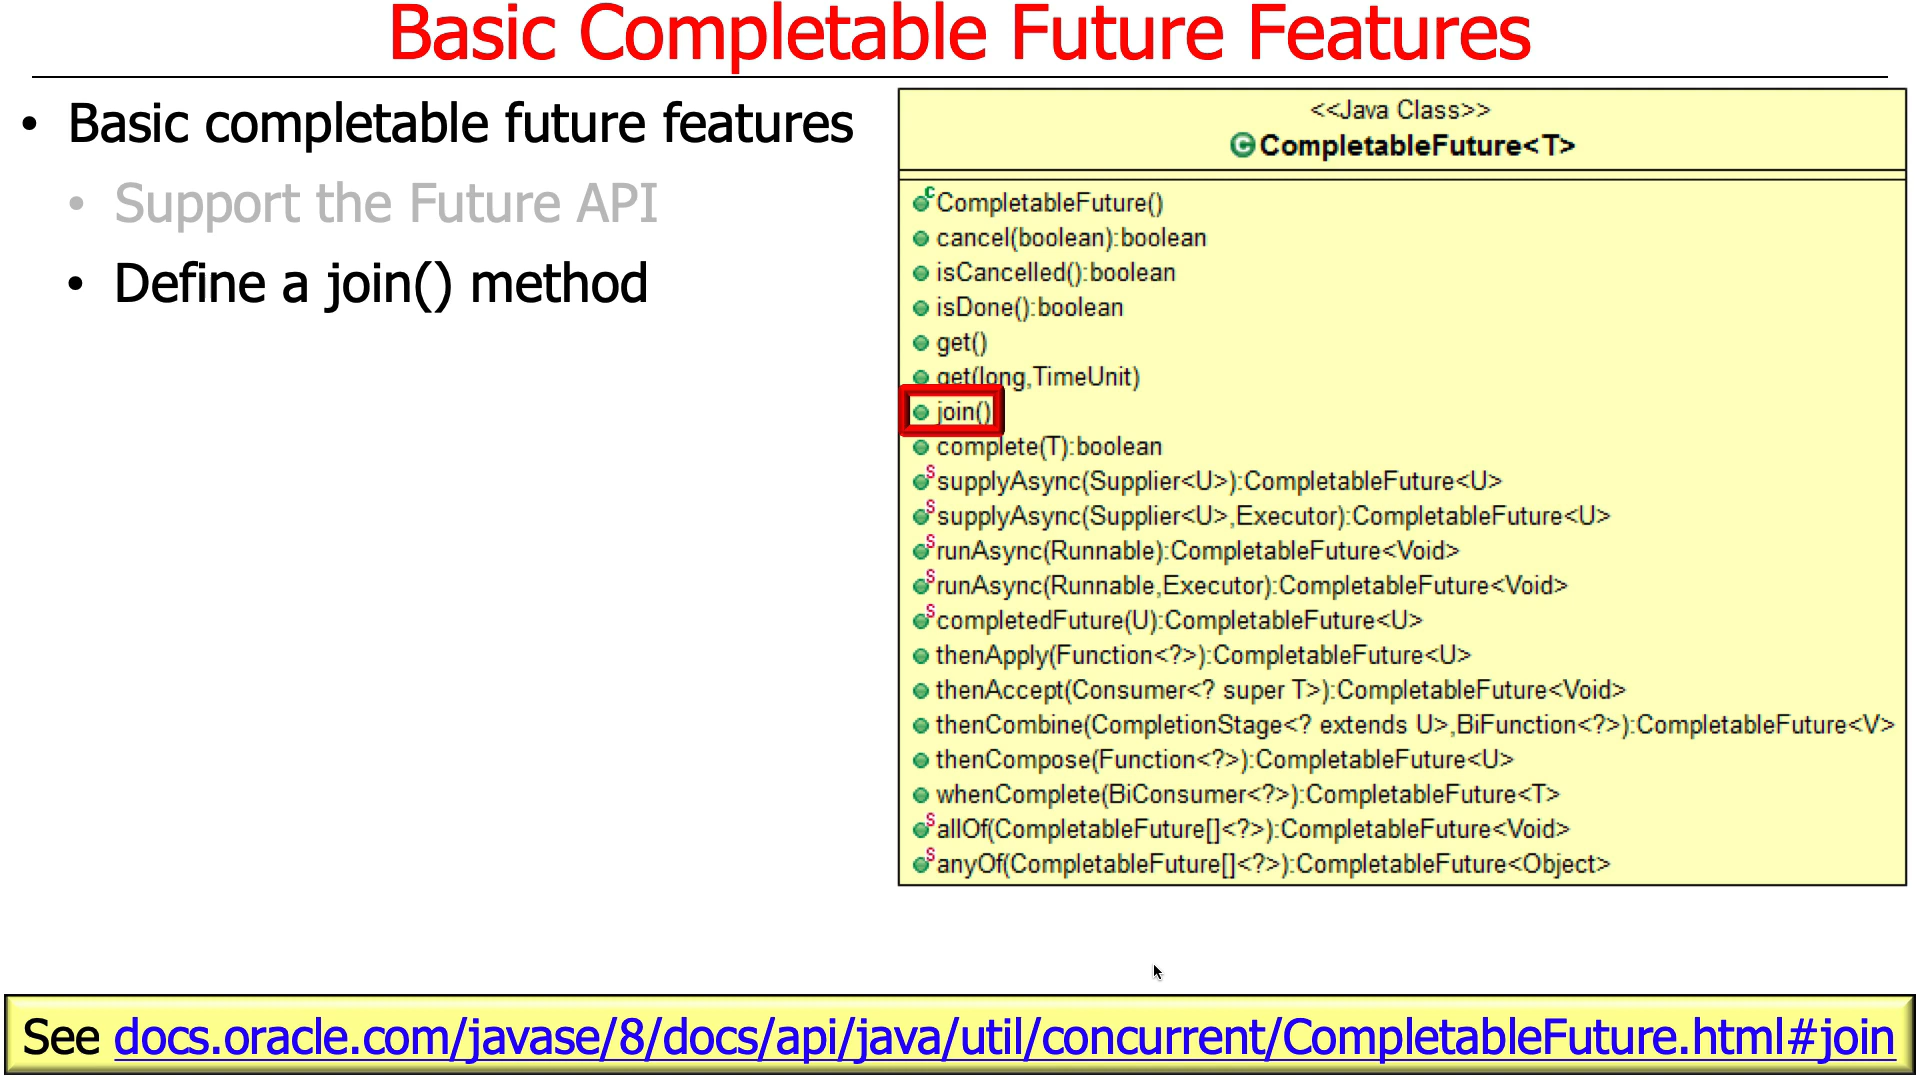 Basic Completable Future Features
• Basic completable future features
• Support the Future API
• Define a join() method
<<Java Class>>
C CompletableFuture<T>
C CompletableFuture()
cancel(boolean):boolean
isCancelled():boolean
isDone():boolean
get()
get(long,TimeUnit)
join()
complete(T):boolean
S supplyAsync(Supplier<U>):CompletableFuture<U>
S supplyAsync(Supplier<U>,Executor):CompletableFuture<U>
S runAsync(Runnable):CompletableFuture<Void>
S runAsync(Runnable,Executor):CompletableFuture<Void>
S completedFuture(U):CompletableFuture<U>
thenApply(Function<?>):CompletableFuture<U>
thenAccept(Consumer<? super T>):CompletableFuture<Void>
thenCombine(CompletionStage<? extends U>,BiFunction<?>):CompletableFuture<V>
thenCompose(Function<?>):CompletableFuture<U>
whenComplete(BiConsumer<?>):CompletableFuture<T>
S allOf(CompletableFuture[]<?>):CompletableFuture<Void>
S anyOf(CompletableFuture[]<?>):CompletableFuture<Object>
See docs.oracle.com/javase/8/docs/api/java/util/concurrent/CompletableFuture.html#join